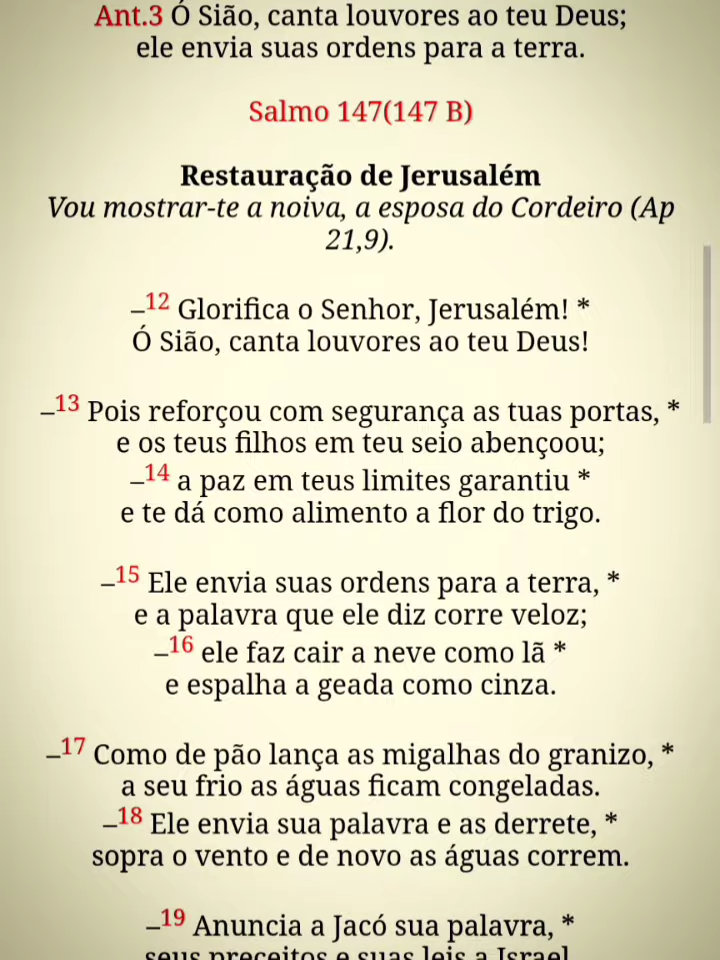 Ant.3 Ó Sião, canta louvores ao teu Deus;
ele envia suas ordens para a terra.
Salmo 147(147 B)
Restauração de Jerusalém
Vou mostrar-te a noiva, a esposa do Cordeiro (Ap
21,9).
–12 Glorifica o Senhor, Jerusalém! *
Ó Sião, canta louvores ao teu Deus!
–13 Pois reforçou com segurança as tuas portas, *
e os teus filhos em teu seio abençoou;
–14 a paz em teus limites garantiu *
e te dá como alimento a flor do trigo.
–15 Ele envia suas ordens para a terra, *
e a palavra que ele diz corre veloz;
–16 ele faz cair a neve como lã *
e espalha a geada como cinza.
–17 Como de pão lança as migalhas do granizo, *
a seu frio as águas ficam congeladas.
–18 Ele envia sua palavra e as derrete, *
sopra o vento e de novo as águas correm.
–19 Anuncia a Jacó sua palavra, *
seus preceitos e suas leis a Israel